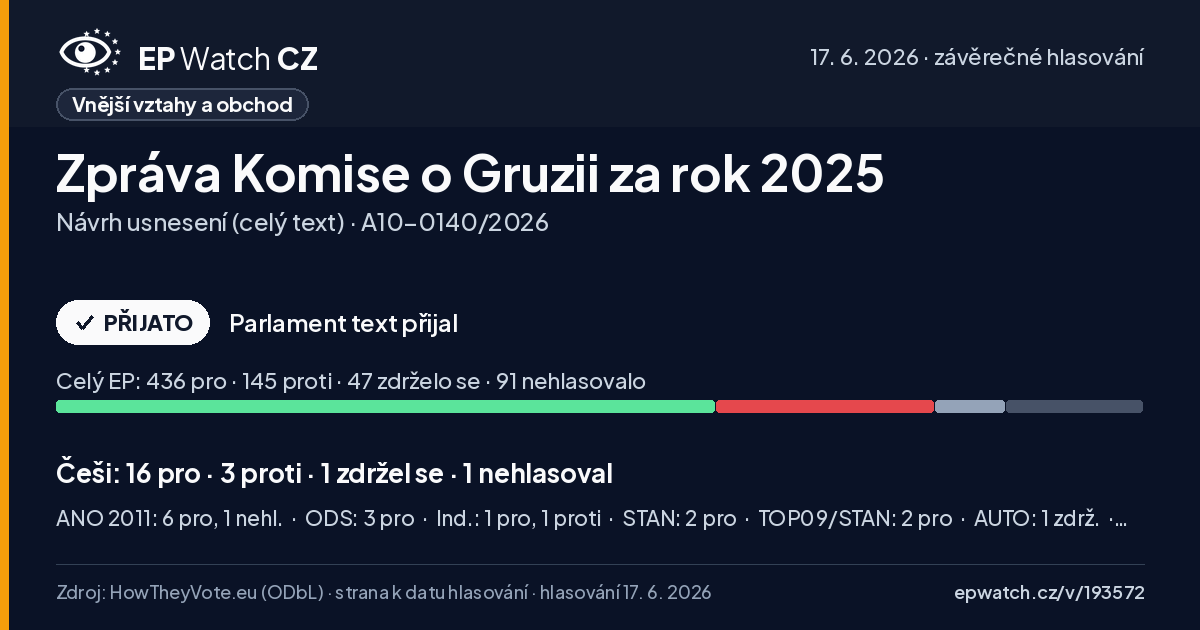 EP Watch CZ
17. 6. 2026 · závěrečné hlasování
Vnější vztahy a obchod
Zpráva Komise o Gruzii za rok 2025
Návrh usnesení (celý text) · A10–0140/2026
✓ PŘIJATO
Parlament text přijal
Celý EP: 436 pro · 145 proti · 47 zdrželo se · 91 nehlasovalo
Češi: 16 pro · 3 proti · 1 zdržel se · 1 nehlasoval
ANO 2011: 6 pro, 1 nehl. · ODS: 3 pro · Ind.: 1 pro, 1 proti · STAN: 2 pro · TOP09/STAN: 2 pro · AUTO: 1 zdrž. ·…
Zdroj: HowTheyVote.eu (ODbL) · strana k datu hlasování · hlasování 17. 6. 2026
epwatch.cz/v/193572